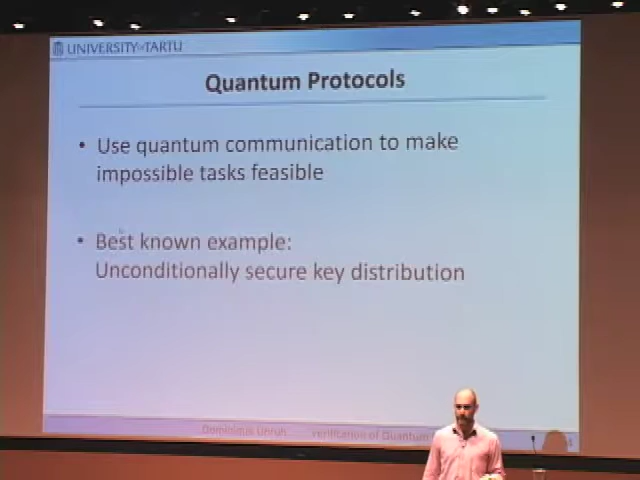 UNIVERSITY OF TARTU
Quantum Protocols
• Use quantum communication to make
impossible tasks feasible
• Best known example:
Unconditionally secure key distribution
Dominique Unruh verification of Quantum
4